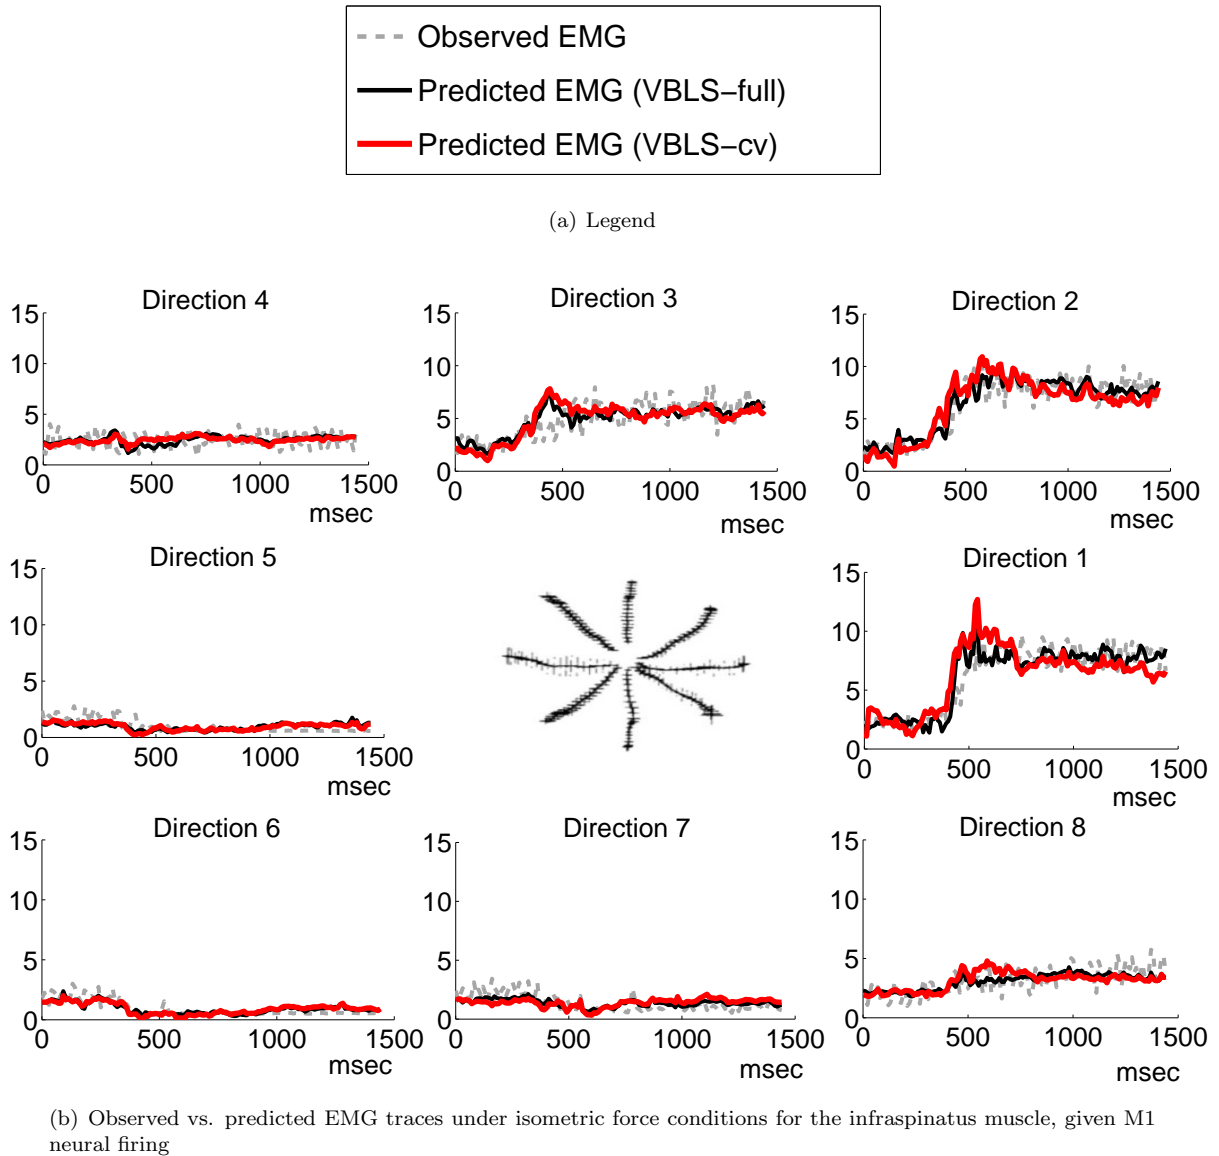 Observed EMG
Predicted EMG (VBLS−full)
Predicted EMG (VBLS−cv)
(a) Legend
Direction 4
15
10
5
0
0 500 1000 1500
msec
Direction 3
15
10
5
0
0 500 1000 1500
msec
Direction 2
15
10
5
0
0 500 1000 1500
msec
Direction 5
15
10
5
0
0 500 1000 1500
msec
Direction 1
15
10
5
0
0 500 1000 1500
msec
Direction 6
15
10
5
0
0 500 1000 1500
msec
Direction 7
15
10
5
0
0 500 1000 1500
msec
Direction 8
15
10
5
0
0 500 1000 1500
msec
(b) Observed vs. predicted EMG traces under isometric force conditions for the infraspinatus muscle, given M1
neural firing